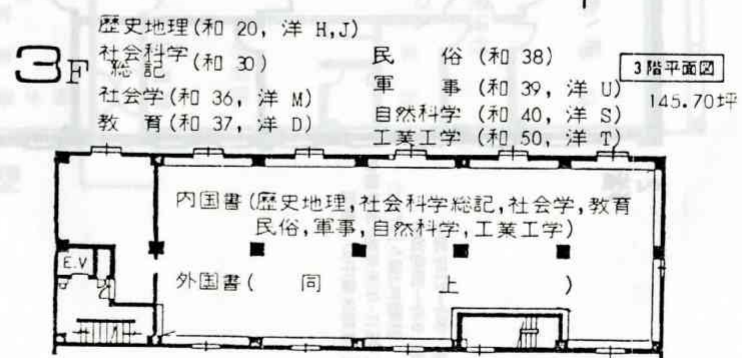 3F
歴史地理(和 20, 洋 H,J)
社会科学総記(和 30)
社会学(和 36, 洋 M)
教 育(和 37, 洋 D)
民 俗 (和 38)
軍 事 (和 39, 洋 U)
自然科学 (和 40, 洋 S)
工業工学 (和 50, 洋 T)
3階平面図
145.70坪
内国書(歴史地理,社会科学総記,社会学,教育
民俗,軍事,自然科学,工業工学)
E.V
外国書( 同 上 )